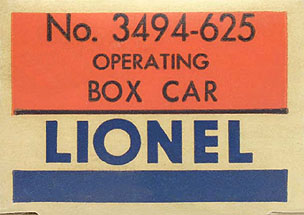 No. 3494-625
OPERATING
BOX CAR
LIONEL